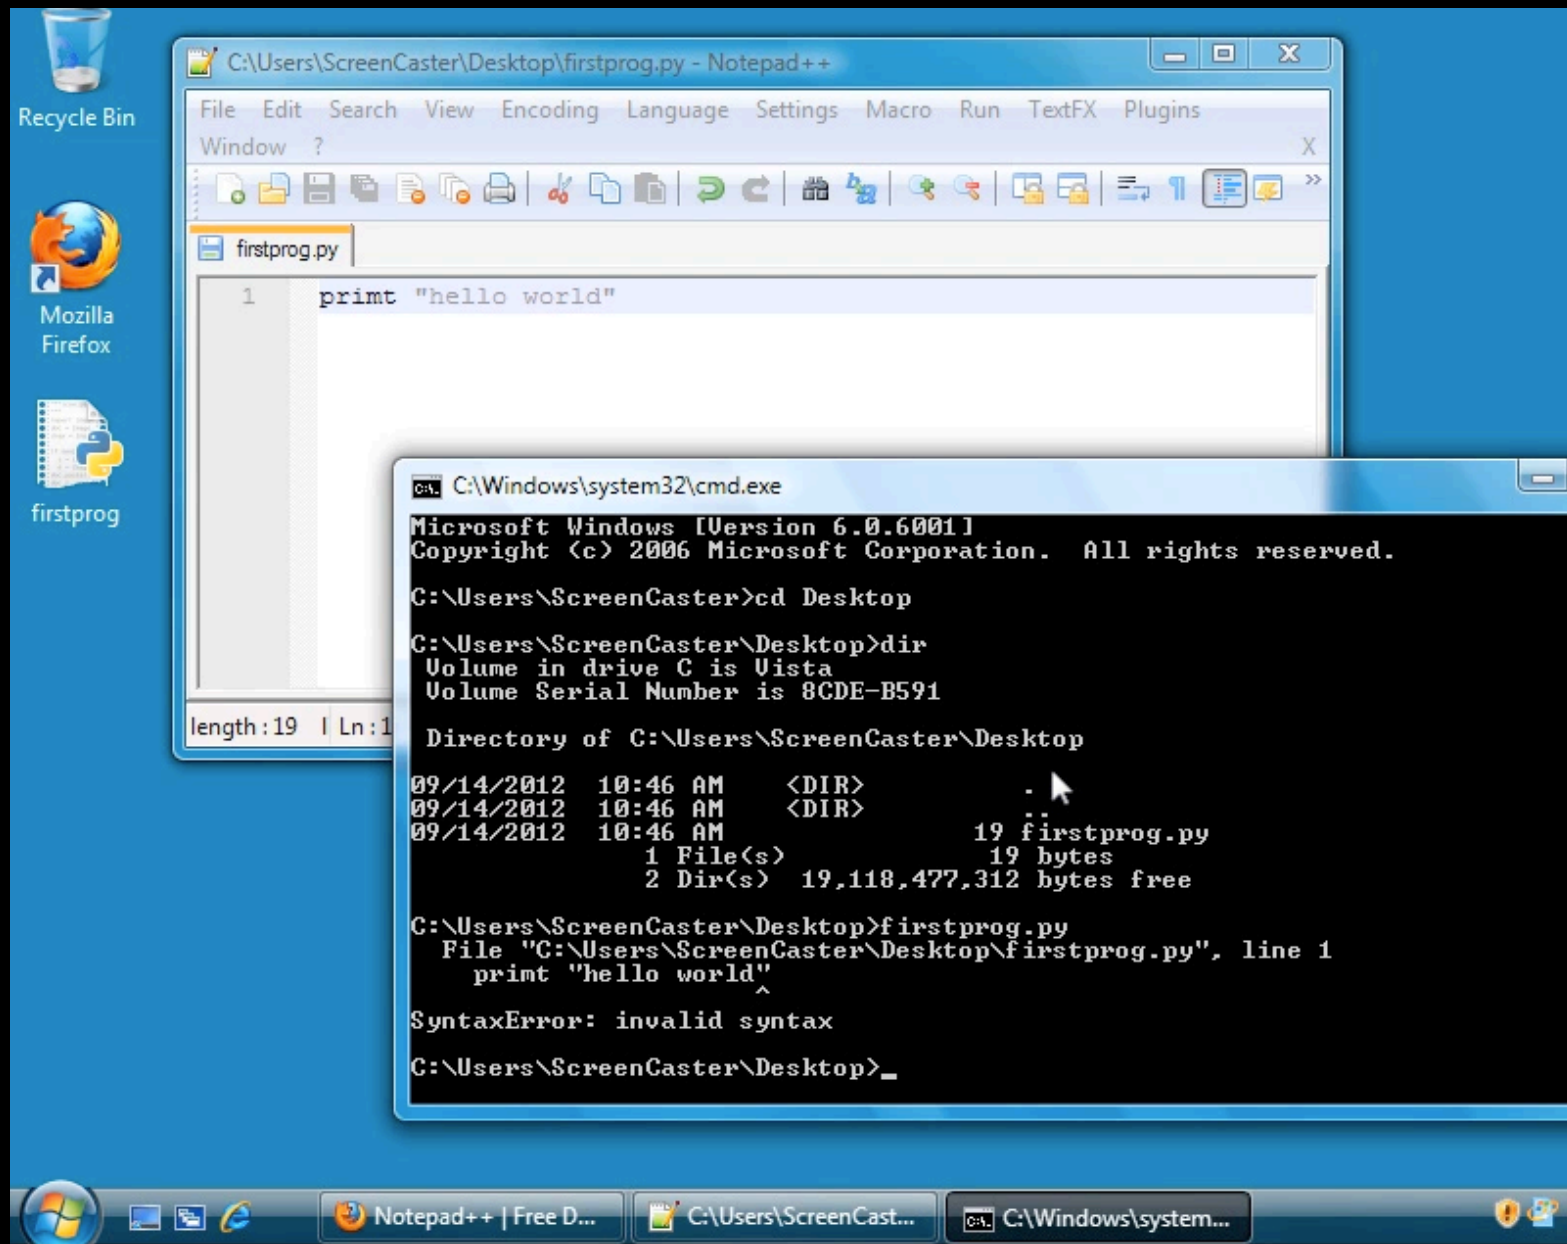 Recycle Bin
Mozilla
Firefox
firstprog
C:\Users\ScreenCaster\Desktop\firstprog.py - Notepad++
File Edit Search View Encoding Language Settings Macro Run TextFX Plugins
Window ? X
firstprog.py
1 primt "hello world"
length : 19 l Ln : 1
C:\Windows\system32\cmd.exe
Microsoft Windows [Version 6.0.6001]
Copyright (c) 2006 Microsoft Corporation. All rights reserved.
C:\Users\ScreenCaster>cd Desktop
C:\Users\ScreenCaster\Desktop>dir
Volume in drive C is Vista
Volume Serial Number is 8CDE-B591
Directory of C:\Users\ScreenCaster\Desktop
09/14/2012 10:46 AM <DIR> .
09/14/2012 10:46 AM <DIR> ..
09/14/2012 10:46 AM 19 firstprog.py
1 File(s) 19 bytes
2 Dir(s) 19,118,477,312 bytes free
C:\Users\ScreenCaster\Desktop>firstprog.py
File "C:\Users\ScreenCaster\Desktop\firstprog.py", line 1
primt "hello world"
^
SyntaxError: invalid syntax
C:\Users\ScreenCaster\Desktop>_
Notepad++ | Free D... C:\Users\ScreenCast... C:\Windows\system...